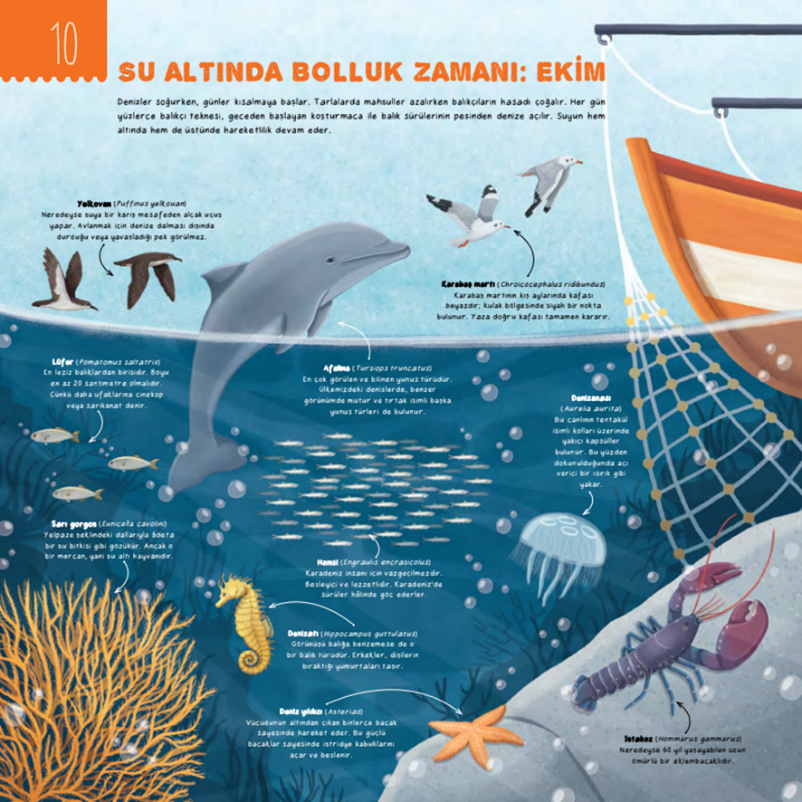 10
SU ALTINDA BOLLUK ZAMANI: EKİM
Denizler soğurken, günler kısalmaya başlar. Tarlalarda mahsuller azalırken balıkçıların hasadı çoğalır. Her gün
yüzlerce balıkçı teknesi, geceden başlayan koşturmaca ile balık sürülerinin peşinden denize açılır. Suyun hem
altında hem de üstünde hareketlilik devam eder.
Yelkovan (Puffinus yelkouan)
Neredeyse suya bir karış mesafeden alçak uçuş
yapar. Avlanmak için denize dalması dışında
durduğu veya yavaşladığı pek görülmez.
Karabaş martı (Chroicocephalus ridibundus)
Karabaş martının kış aylarında kafası
beyazdır; kulak bölgesinde siyah bir nokta
bulunur. Yaza doğru kafası tamamen kararır.
Lüfer (Pomatomus saltatrix)
En leziz balıklardan birisidir. Boyu
en az 20 santimetre olmalıdır.
Çünkü daha ufaklarına çinekop
veya sarıkanat denir.
Afalina (Tursiops truncatus)
En çok görülen ve bilinen yunus türüdür.
Ülkemizdeki denizlerde, benzer
görünümde mutur ve tırtak isimli başka
yunus türleri de bulunur.
Denizanası
(Aurelia aurita)
Bu canlının tentakül
isimli kolları üzerinde
yakıcı kapsüller
bulunur. Bu yüzden
dokunulduğunda acı
verici bir ısırık gibi
yakar.
Sarı gorgon (Eunicella cavolini)
Yelpaze şeklindeki dallarıyla âdeta
bir su bitkisi gibi gözükür. Ancak o
bir mercan, yani su altı hayvanıdır.
Hamsi (Engraulis encrasicolus)
Karadeniz insanı için vazgeçilmezdir.
Besleyici ve lezzetlidir. Karadeniz'de
sürüler hâlinde göç ederler.
Denizatı (Hippocampus guttulatus)
Görünüşü balığa benzemese de o
bir balık türüdür. Erkekler, dişilerin
bıraktığı yumurtaları taşır.
Deniz yıldızı (Asterias)
Vücudunun altından çıkan binlerce bacak
sayesinde hareket eder. Bu güçlü
bacaklar sayesinde istiridye kabuklarını
açar ve beslenir.
Istakoz (Hommarus gammarus)
Neredeyse 60 yıl yaşayabilen uzun
ömürlü bir eklembacaklıdır.